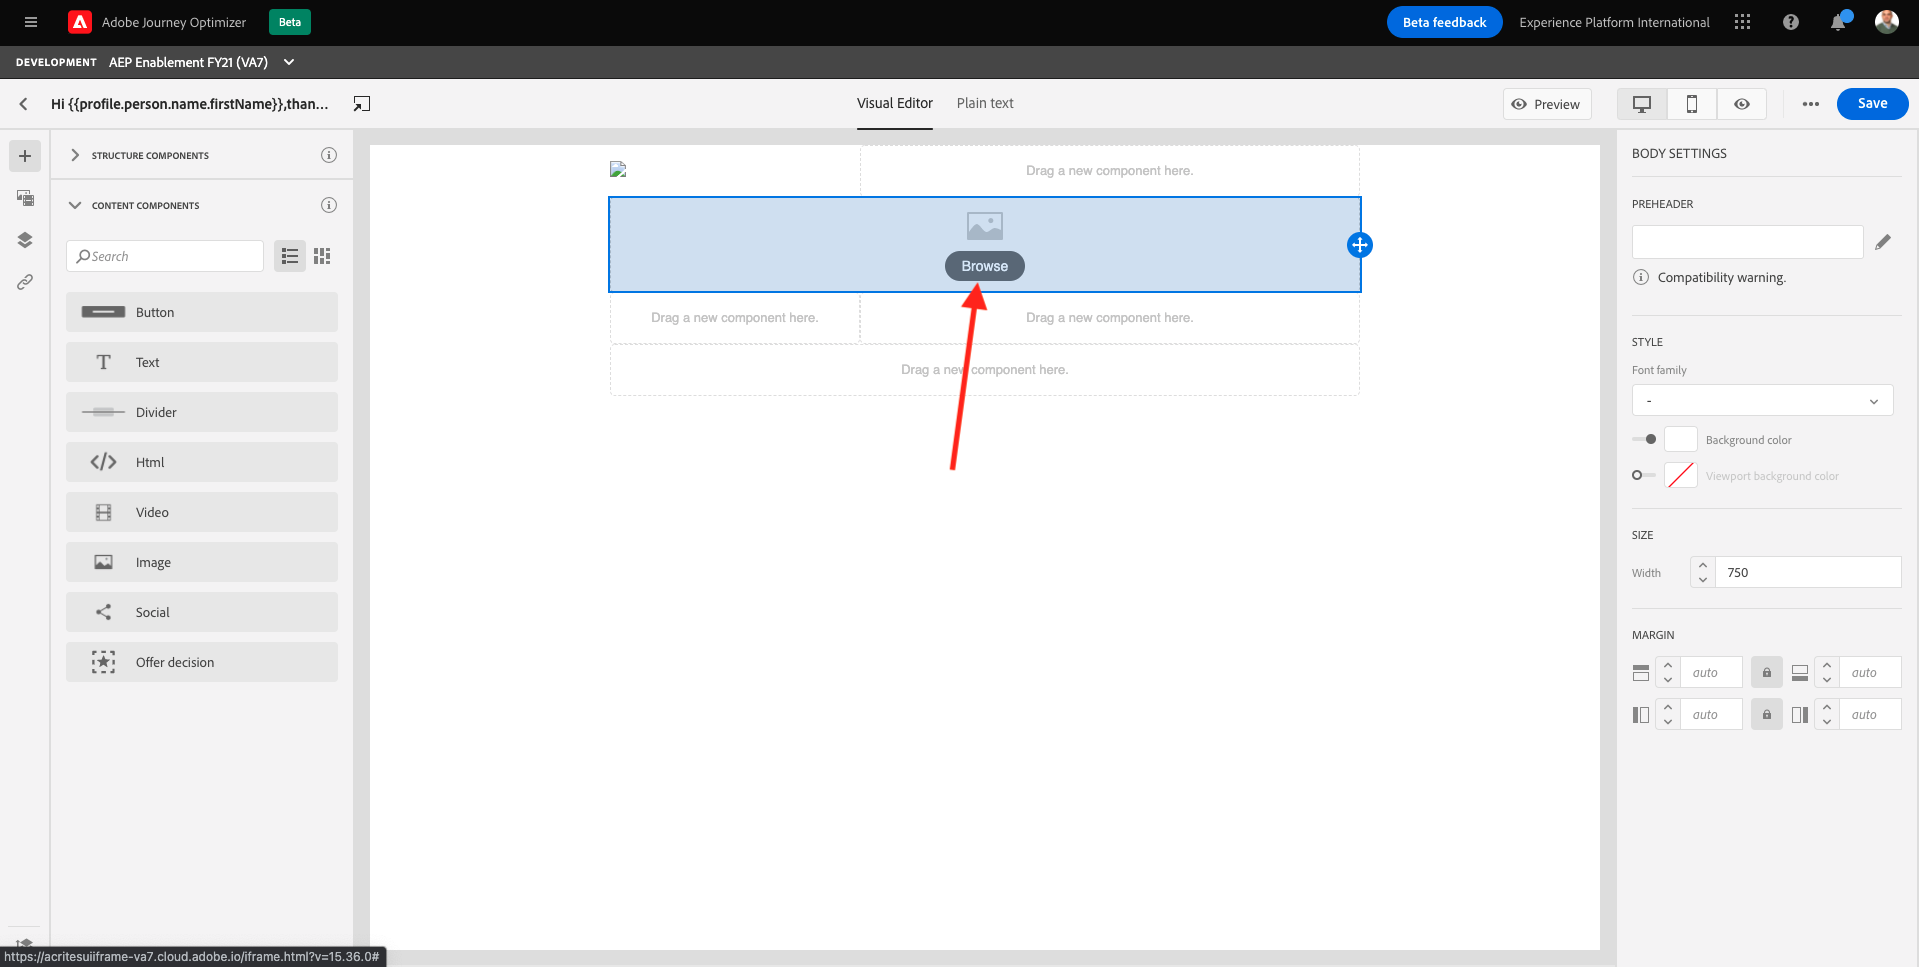 Adobe Journey Optimizer Beta Beta feedback Experience Platform International
DEVELOPMENT AEP Enablement FY21 (VA7)
Hi {{profile.person.name.firstName}},than... Visual Editor Plain text Preview Save
STRUCTURE COMPONENTS
CONTENT COMPONENTS
Search
Button
Text
Divider
Html
Video
Image
Social
Offer decision
Drag a new component here.
Browse
Drag a new component here. Drag a new component here.
Drag a new component here.
BODY SETTINGS
PREHEADER
Compatibility warning.
STYLE
Font family
-
Background color
Viewport background color
SIZE
Width 750
MARGIN
auto auto
auto auto
https://acritesuiiframe-va7.cloud.adobe.io/iframe.html?v=15.36.0#